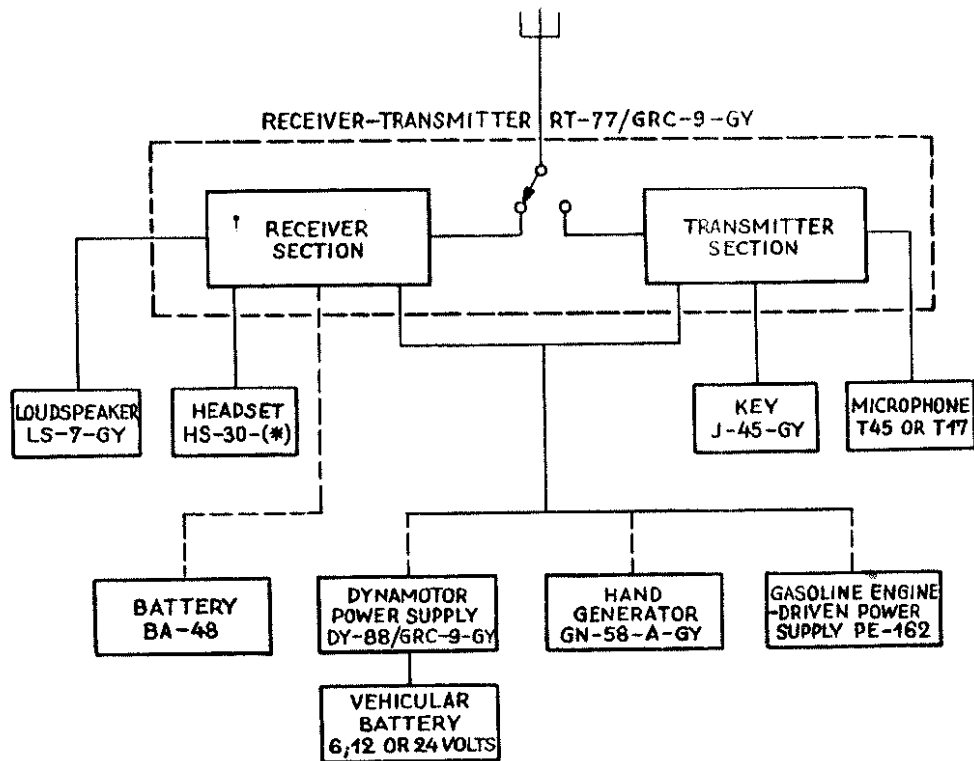 RECEIVER-TRANSMITTER RT-77/GRC-9-GY
RECEIVER
SECTION
TRANSMITTER
SECTION
LOUDSPEAKER
LS-7-GY
HEADSET
HS-30-(*)
KEY
J-45-GY
MICROPHONE
T45 OR T17
BATTERY
BA-48
DYNAMOTOR
POWER SUPPLY
DY-88/GRC-9-GY
HAND
GENERATOR
GN-58-A-GY
GASOLINE ENGINE
-DRIVEN POWER
SUPPLY PE-162
VEHICULAR
BATTERY
6,12 OR 24 VOLTS